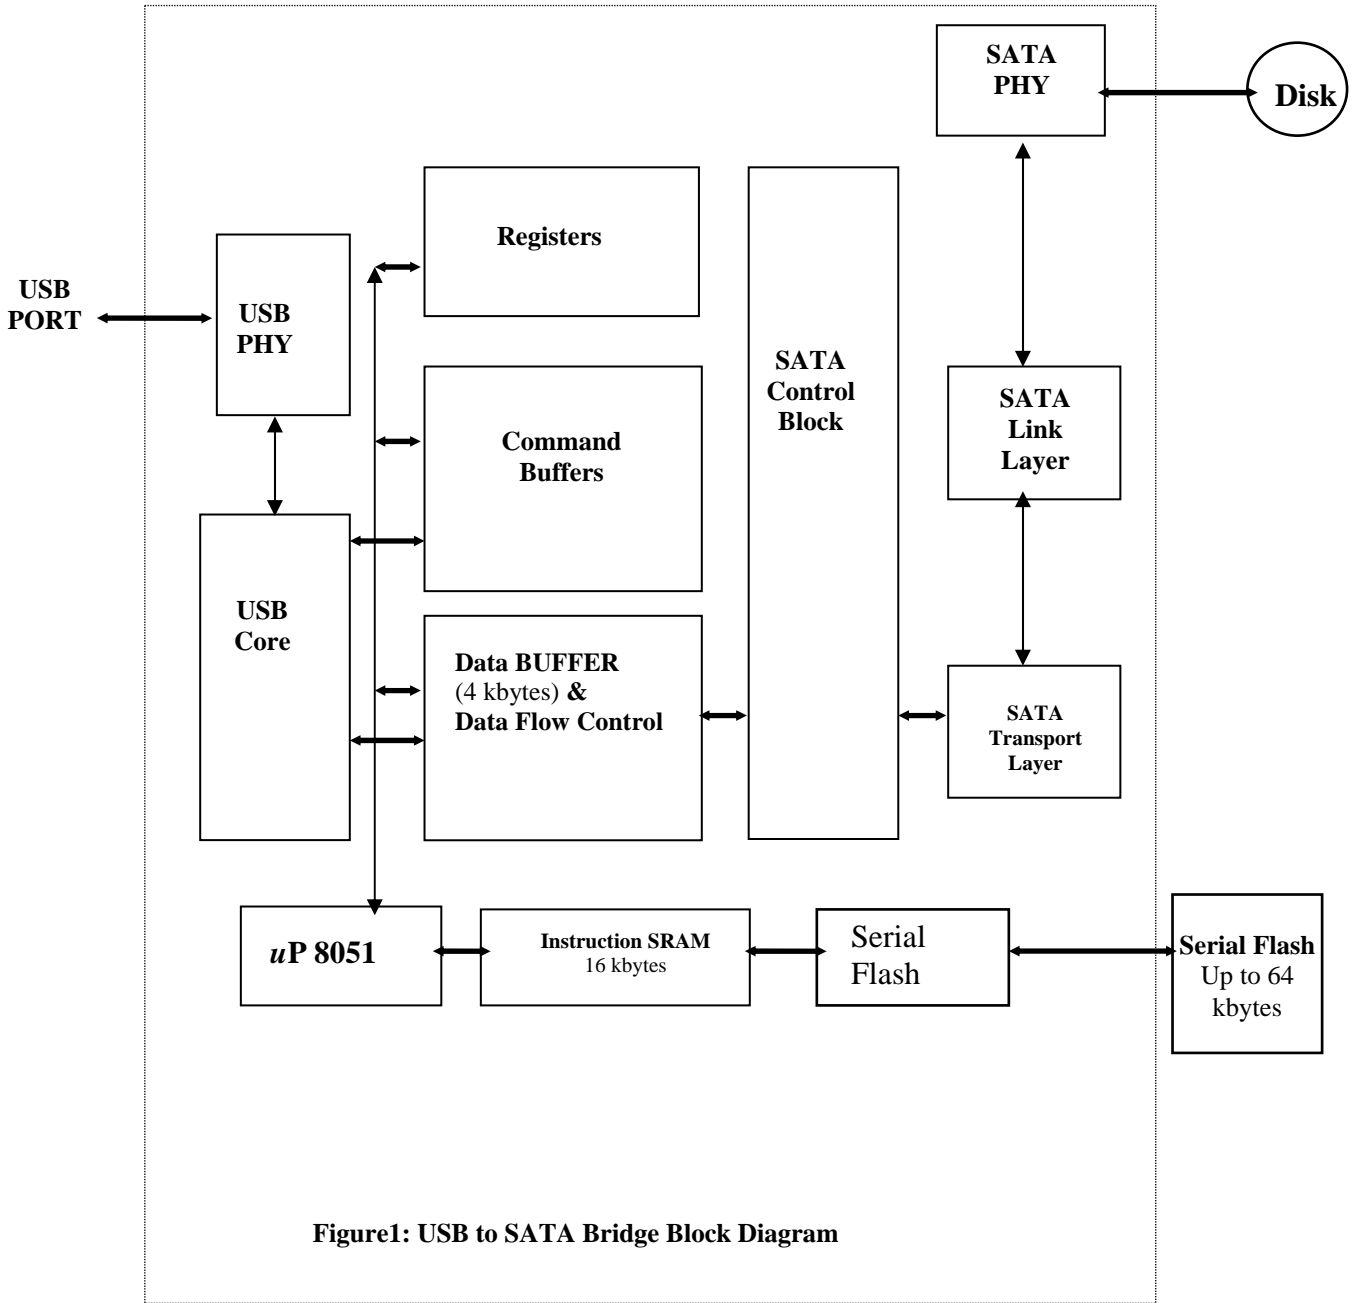 SATA
PHY
Disk
Registers
USB
PORT
USB
PHY
SATA
Control
Block
SATA
Link
Layer
Command
Buffers
USB
Core
Data BUFFER
(4 kbytes) &
Data Flow Control
SATA
Transport
Layer
uP 8051
Instruction SRAM
16 kbytes
Serial
Flash
Serial Flash
Up to 64
kbytes
Figure1: USB to SATA Bridge Block Diagram